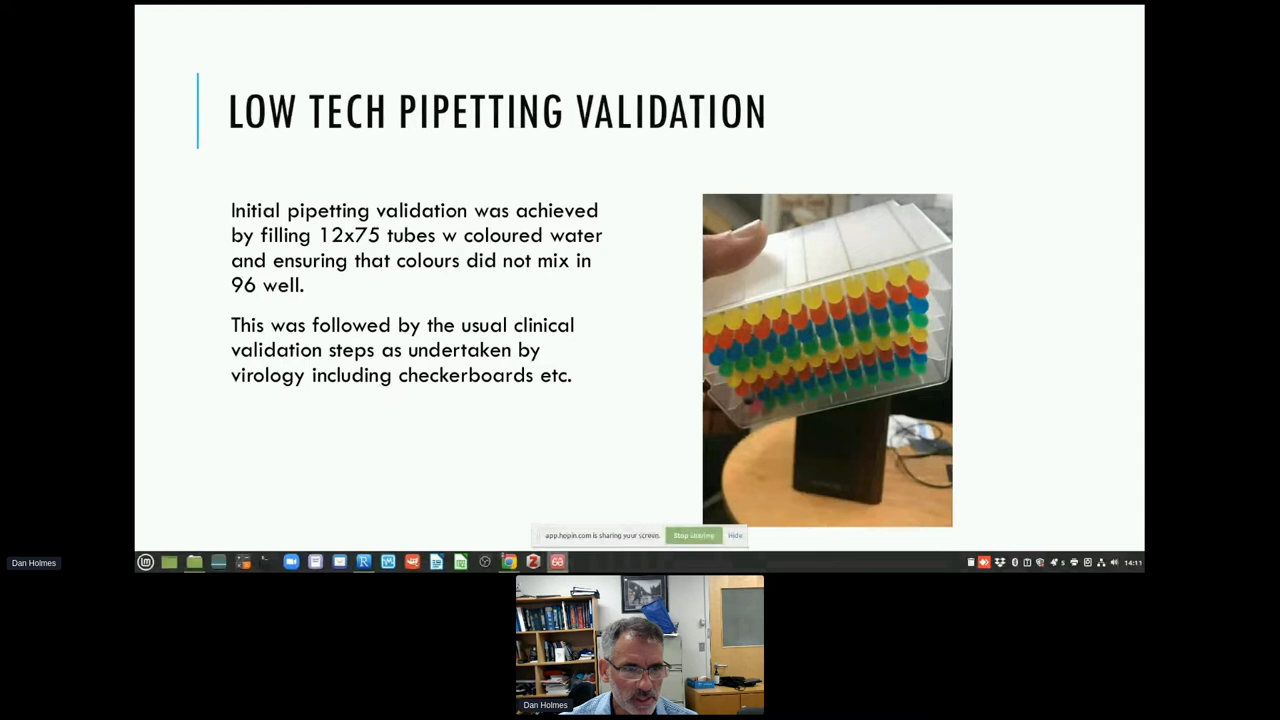 LOW TECH PIPETTING VALIDATION
Initial pipetting validation was achieved
by filling 12x75 tubes w coloured water
and ensuring that colours did not mix in
96 well.
This was followed by the usual clinical
validation steps as undertaken by
virology including checkerboards etc.
app.hopin.com is sharing your screen.
Stop sharing
Hide
14:11
Dan Holmes
Dan Holmes